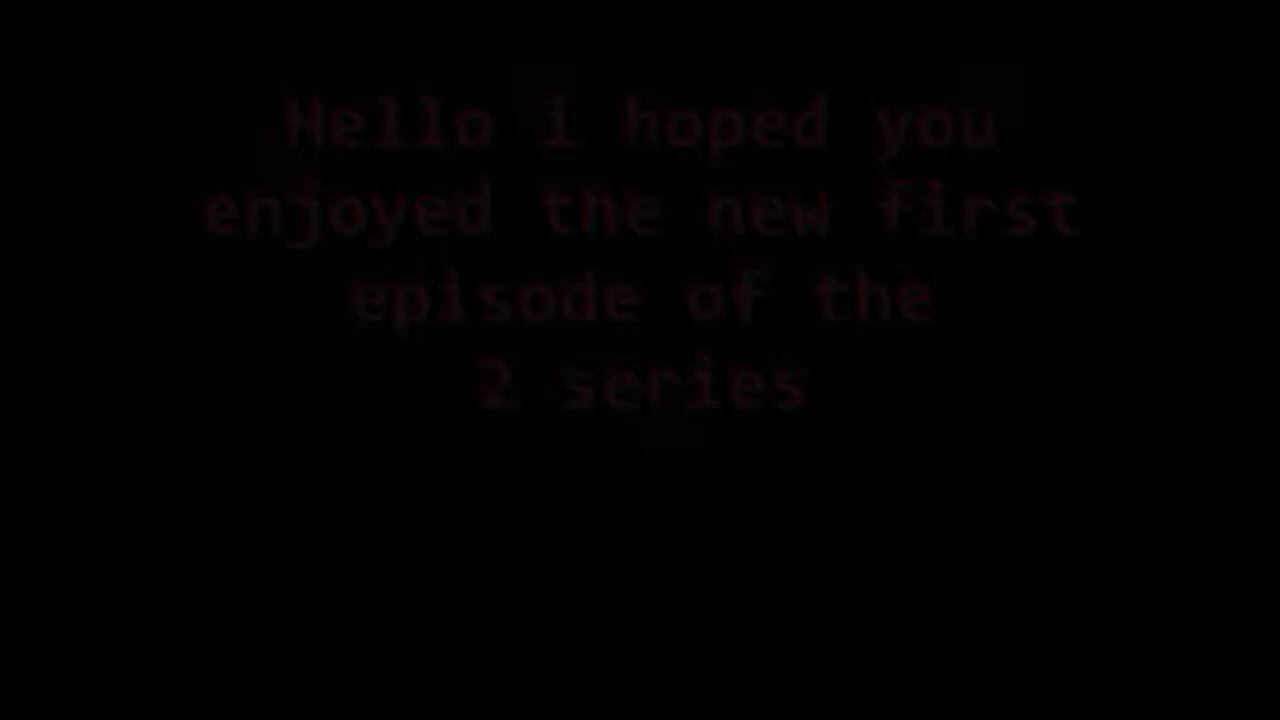 Hello i hoped you
enjoyed the new first
episode of the
2 series